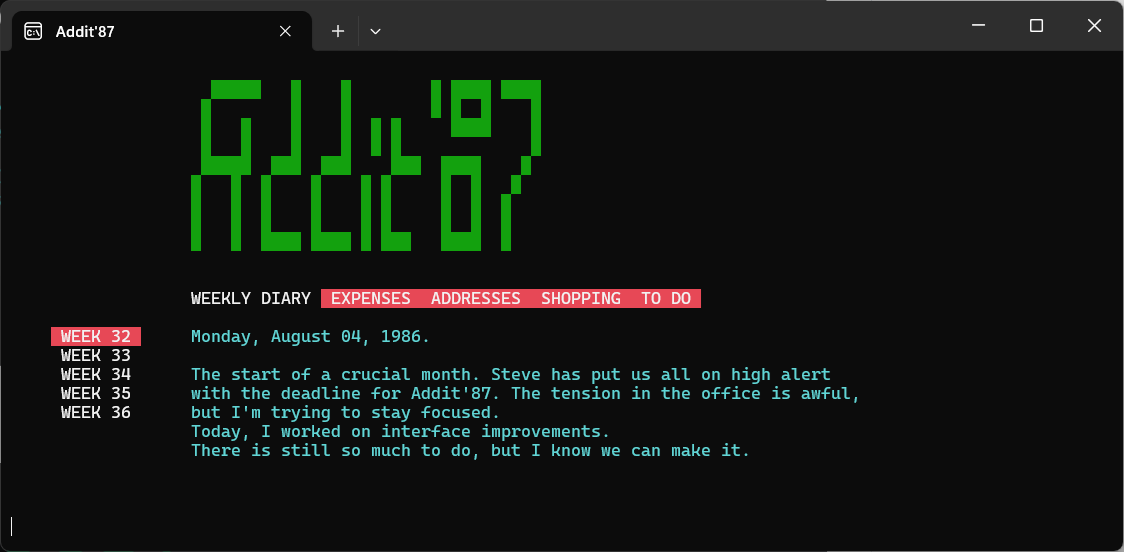 Addit'87
Addit '87
WEEKLY DIARY EXPENSES ADDRESSES SHOPPING TO DO
WEEK 32
WEEK 33
WEEK 34
WEEK 35
WEEK 36
Monday, August 04, 1986.
The start of a crucial month. Steve has put us all on high alert
with the deadline for Addit'87. The tension in the office is awful,
but I'm trying to stay focused.
Today, I worked on interface improvements.
There is still so much to do, but I know we can make it.